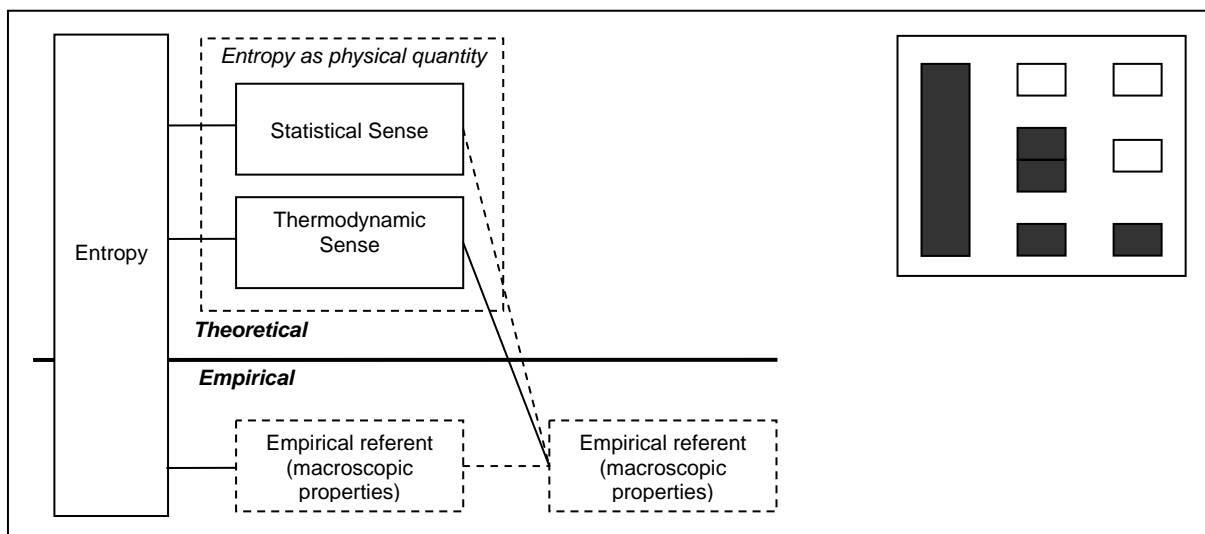 Entropy as physical quantity
Statistical Sense
Thermodynamic
Sense
Entropy
Theoretical
Empirical
Empirical referent
(macroscopic
properties)
Empirical referent
(macroscopic
properties)